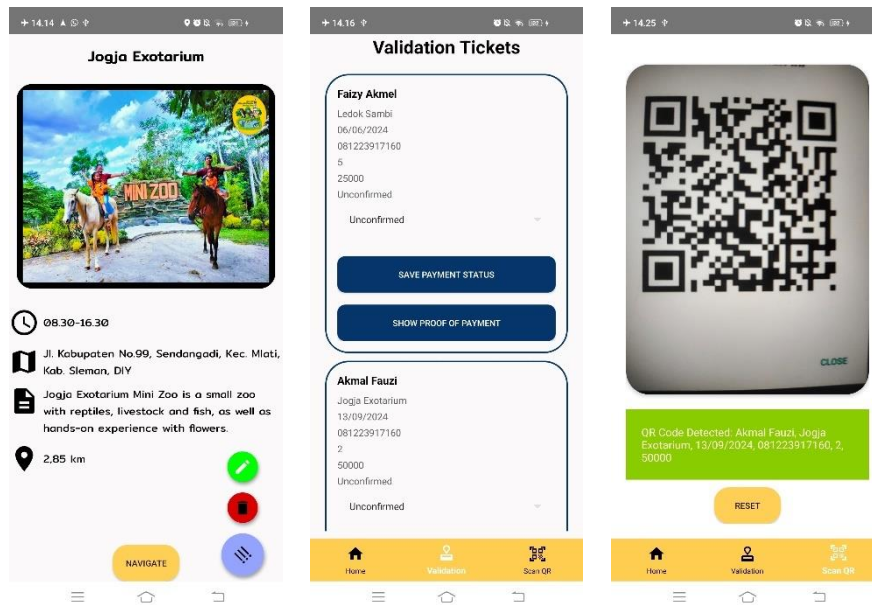 14.14
Jogja Exotarium
MINI ZOO
08.30-16.30
Jl. Kabupaten No.99, Sendangadi, Kec. Mlati,
Kab. Sleman, DIY
Jogja Exotarium Mini Zoo is a small zoo
with reptiles, livestock and fish, as well as
hands-on experience with flowers.
2,85 km
NAVIGATE
14.16
Validation Tickets
Faizy Akmel
Ledok Sambi
06/06/2024
081223917160
5
25000
Unconfirmed
Unconfirmed
SAVE PAYMENT STATUS
SHOW PROOF OF PAYMENT
Akmal Fauzi
Jogja Exotarium
13/09/2024
081223917160
2
50000
Unconfirmed
Unconfirmed
Home
Validation
Scan QR
14.25
CLOSE
QR Code Detected: Akmal Fauzi, Jogja
Exotarium, 13/09/2024, 081223917160, 2,
50000
RESET
Home
Validation
Scan QR